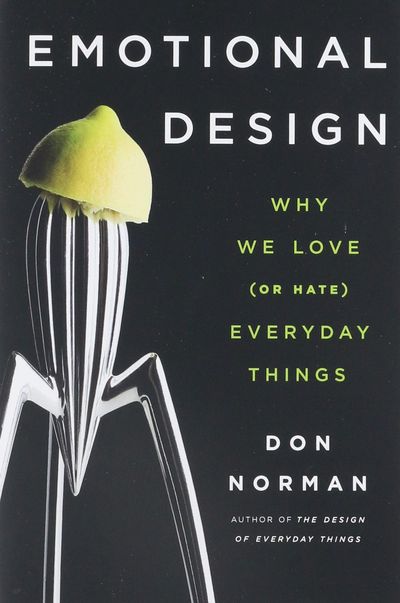 EMOTIONAL
DESIGN
WHY
WE LOVE
(OR HATE)
EVERYDAY
THINGS
DON
NORMAN
AUTHOR OF THE DESIGN
OF EVERYDAY THINGS